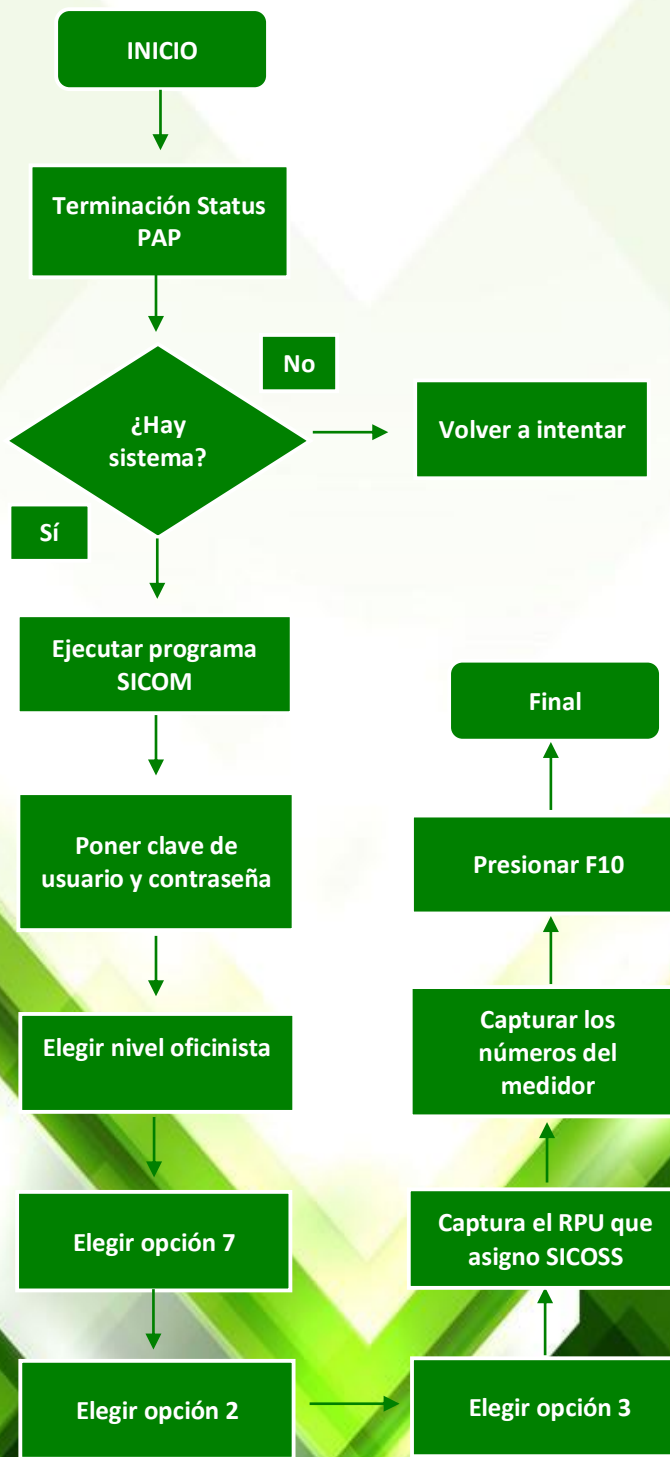 INICIO
Terminación Status
PAP
¿Hay
sistema?
No
Volver a intentar
Sí
Ejecutar programa
SICOM
Poner clave de
usuario y contraseña
Elegir nivel oficinista
Elegir opción 7
Elegir opción 2
Elegir opción 3
Captura el RPU que
asigno SICOSS
Capturar los
números del
medidor
Presionar F10
Final